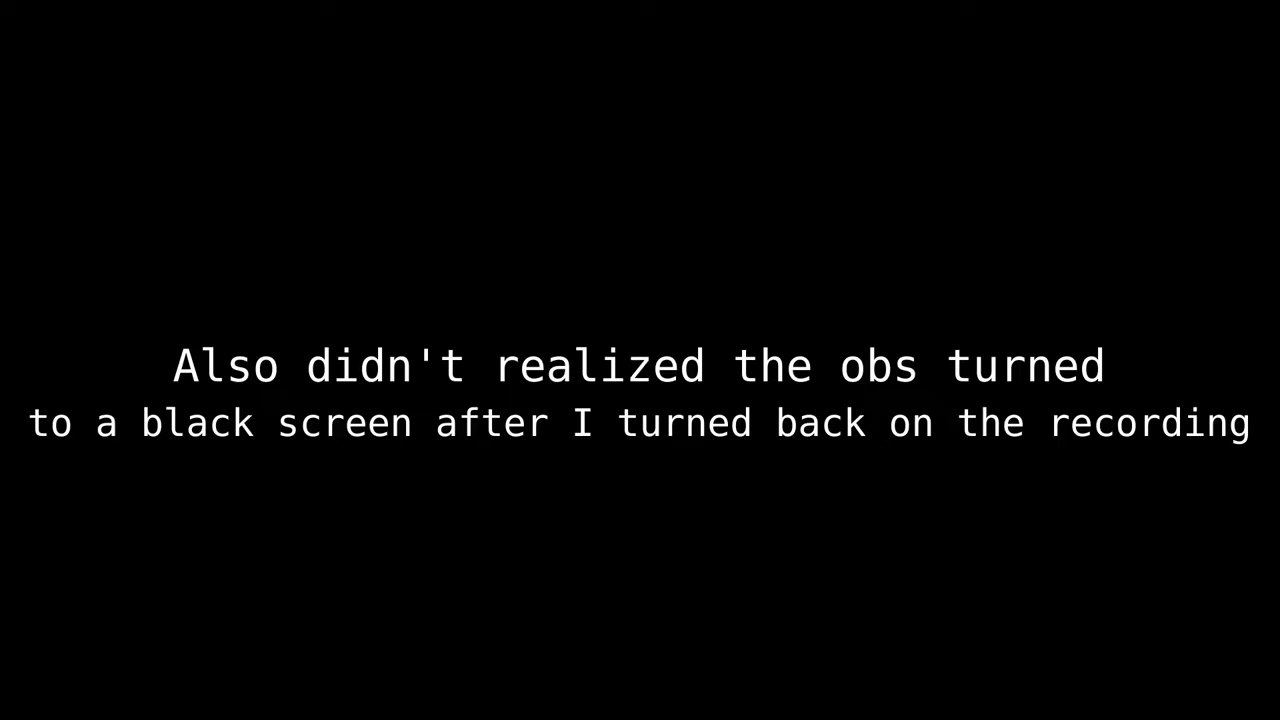 Also didn't realized the obs turned
to a black screen after I turned back on the recording